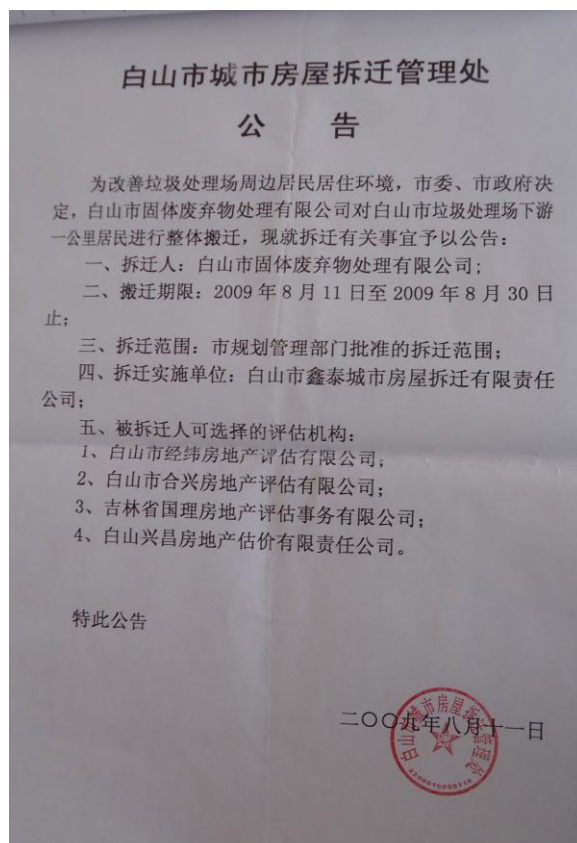 白山市城市房屋拆迁管理处
公 告
为改善垃圾处理场周边居民居住环境，市委、市政府决
定，白山市固体废弃物处理有限公司对白山市垃圾处理场下游
一公里居民进行整体搬迁，现就拆迁有关事宜予以公告：
一、拆迁人：白山市固体废弃物处理有限公司;
二、搬迁期限：2009 年 8 月 11 日至 2009 年 8 月 30 日
止；
三、拆迁范围：市规划管理部门批准的拆迁范围；
四、拆迁实施单位：白山市鑫泰城市房屋拆迁有限责任
公司；
五、被拆迁人可选择的评估机构：
1、白山市经纬房地产评估有限公司；
2、白山市合兴房地产评估有限公司；
3、吉林省国理房地产评估事务有限公司；
4、白山兴昌房地产估价有限责任公司。
特此公告
二〇〇九年八月十一日
白山市城市房屋拆迁管理处